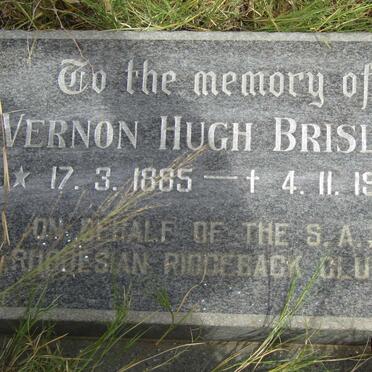 To the memory of
VERNON HUGH BRISL
* 17. 3. 1885 — † 4. 11. 19
ON BEHALF OF THE S.A.
RHODESIAN RIDGEBACK CLU